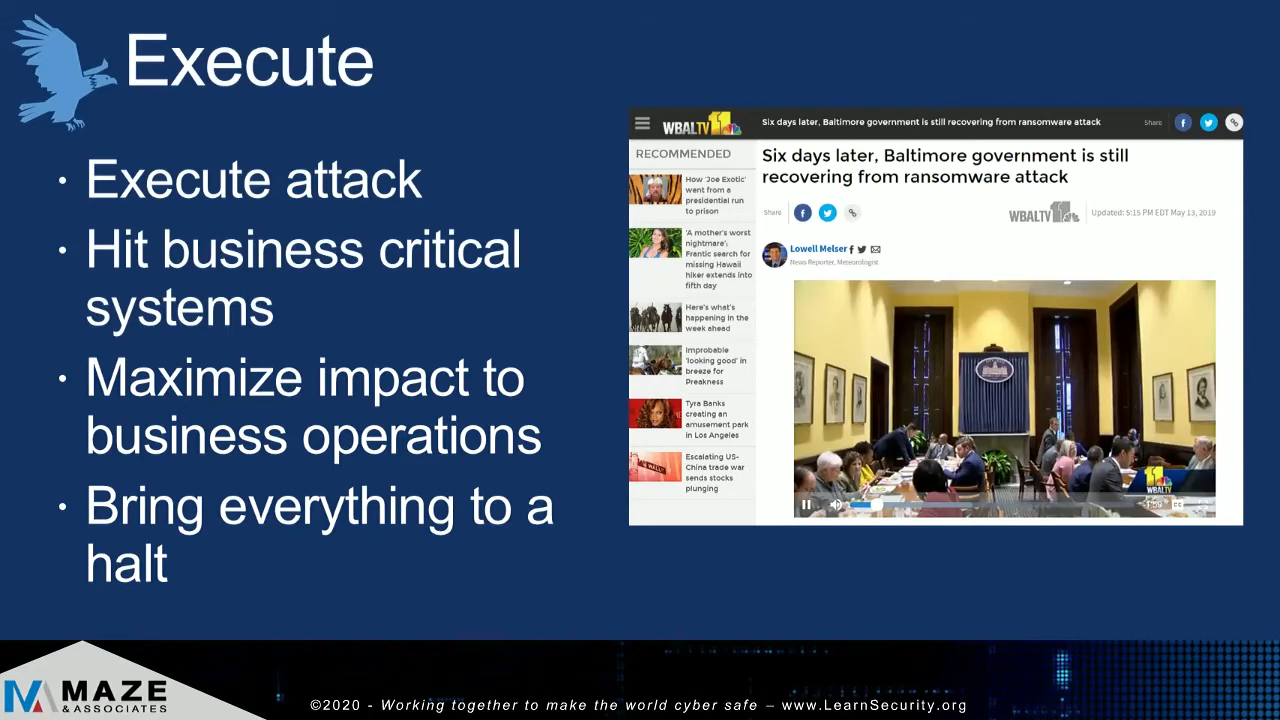 Execute
· Execute attack
· Hit business critical
systems
· Maximize impact to
business operations
· Bring everything to a
halt
WBALTV 11
Six days later, Baltimore government is still recovering from ransomware attack
Share
RECOMMENDED
How 'Joe Exotic'
went from a
presidential run
to prison
'A mother's worst
nightmare':
Frantic search for
missing Hawaii
hiker extends into
fifth day
Here's what's
happening in the
week ahead
Improbable
'looking good' in
breeze for
Preakness
Tyra Banks
creating an
amusement park
in Los Angeles
Escalating US-
China trade war
sends stocks
plunging
Six days later, Baltimore government is still
recovering from ransomware attack
Share
WBALTV 11
Updated: 5:15 PM EDT May 13, 2019
Lowell Melser
News Reporter, Meteorologist
WBALTV
11
-1:09
CC
MAZE
& ASSOCIATES
©2020 - Working together to make the world cyber safe – www.LearnSecurity.org